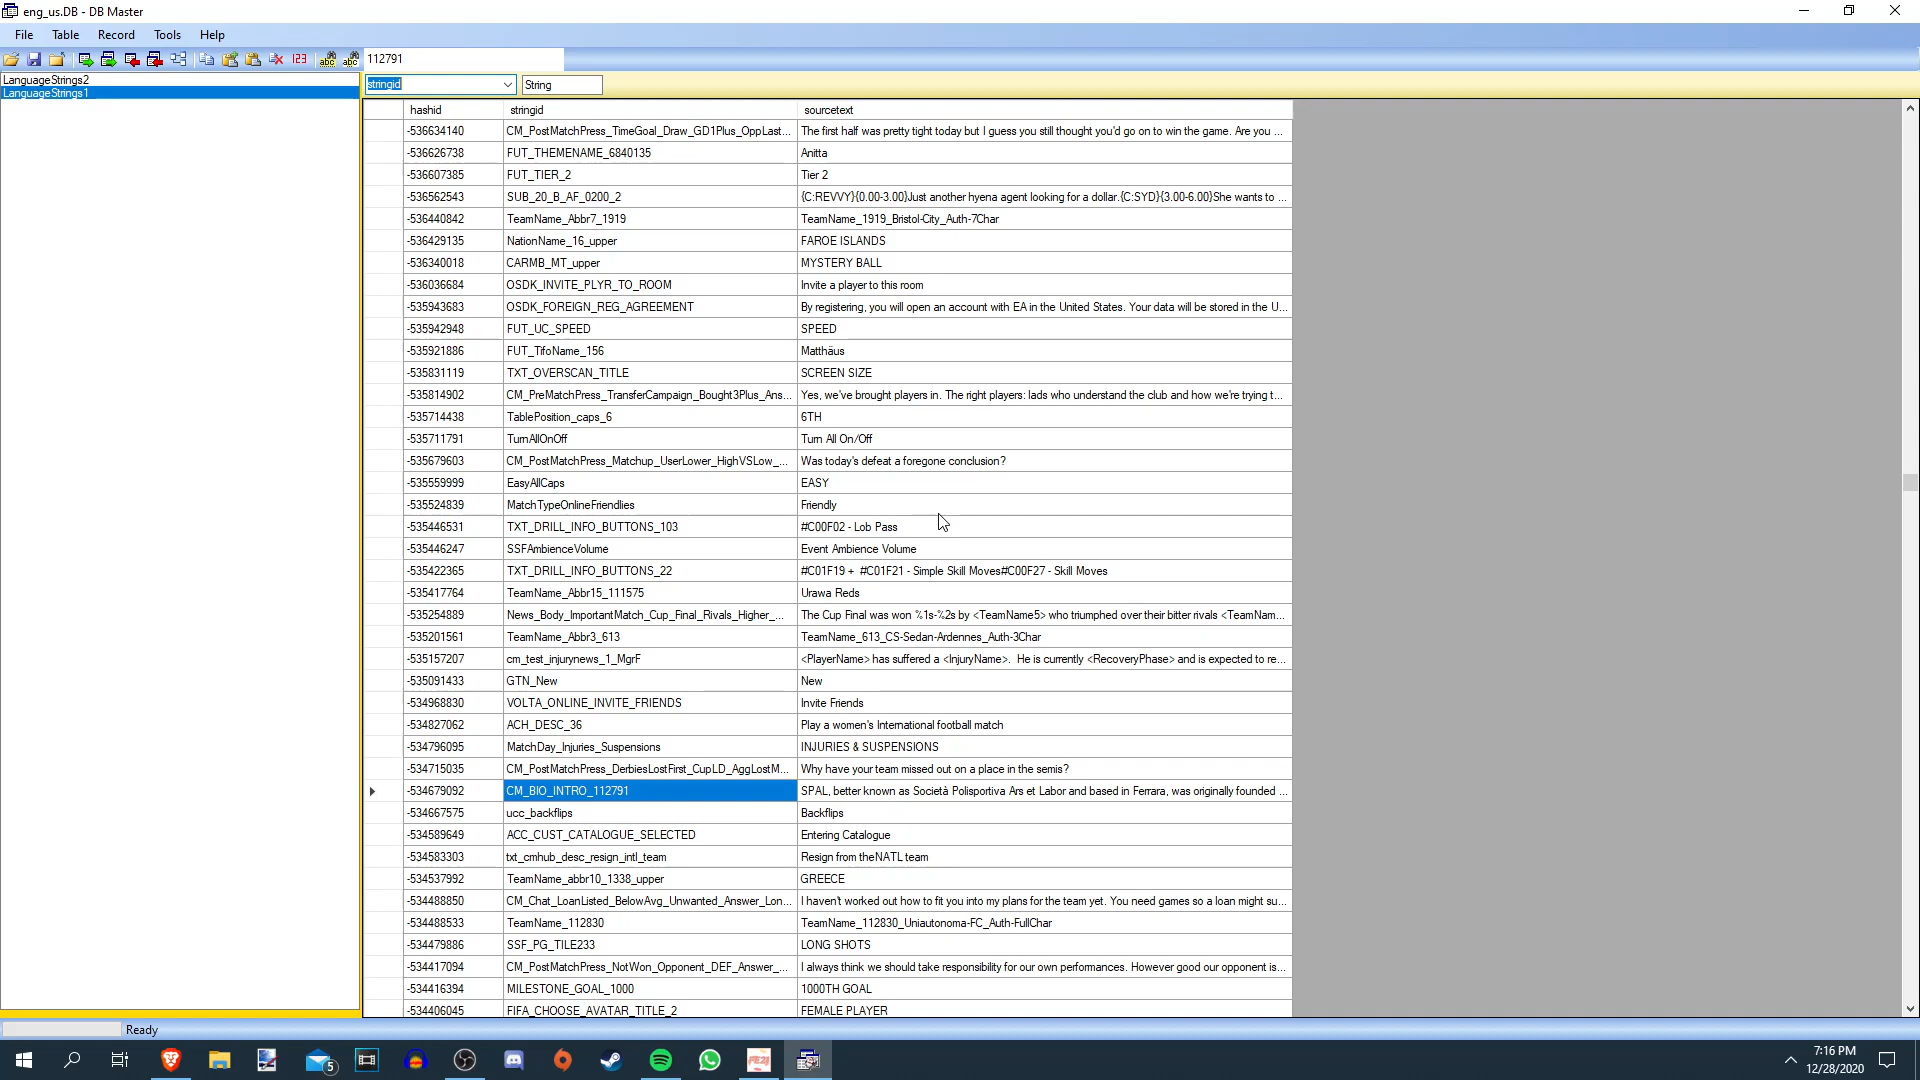 eng_us.DB - DB Master
File Table Record Tools Help
123 abc abc 112791
LanguageStrings2
LanguageStrings1
stringid String
hashid stringid sourcetext
-536634140 CM_PostMatchPress_TimeGoal_Draw_GD1Plus_OppLast... The first half was pretty tight today but I guess you still thought you'd go on to win the game. Are you ...
-536626738 FUT_THEMENAME_6840135 Anitta
-536607385 FUT_TIER_2 Tier 2
-536562543 SUB_20_B_AF_0200_2 {C:REVVY}{0.00-3.00}Just another hyena agent looking for a dollar.{C:SYD}{3.00-6.00}She wants to ...
-536440842 TeamName_Abbr7_1919 TeamName_1919_Bristol-City_Auth-7Char
-536429135 NationName_16_upper FAROE ISLANDS
-536340018 CARMB_MT_upper MYSTERY BALL
-536036684 OSDK_INVITE_PLYR_TO_ROOM Invite a player to this room
-535943683 OSDK_FOREIGN_REG_AGREEMENT By registering, you will open an account with EA in the United States. Your data will be stored in the U...
-535942948 FUT_UC_SPEED SPEED
-535921886 FUT_TifoName_156 Matthäus
-535831119 TXT_OVERSCAN_TITLE SCREEN SIZE
-535814902 CM_PreMatchPress_TransferCampaign_Bought3Plus_Ans... Yes, we've brought players in. The right players: lads who understand the club and how we're trying t...
-535714438 TablePosition_caps_6 6TH
-535711791 TurnAllOnOff Turn All On/Off
-535679603 CM_PostMatchPress_Matchup_UserLower_HighVSLow_... Was today's defeat a foregone conclusion?
-535559999 EasyAllCaps EASY
-535524839 MatchTypeOnlineFriendlies Friendly
-535446531 TXT_DRILL_INFO_BUTTONS_103 #C00F02 - Lob Pass
-535446247 SSFAmbienceVolume Event Ambience Volume
-535422365 TXT_DRILL_INFO_BUTTONS_22 #C01F19 + #C01F21 - Simple Skill Moves#C00F27 - Skill Moves
-535417764 TeamName_Abbr15_111575 Urawa Reds
-535254889 News_Body_ImportantMatch_Cup_Final_Rivals_Higher_... The Cup Final was won %1s-%2s by <TeamName5> who triumphed over their bitter rivals <TeamNam...
-535201561 TeamName_Abbr3_613 TeamName_613_CS-Sedan-Ardennes_Auth-3Char
-535157207 cm_test_injurynews_1_MgrF <PlayerName> has suffered a <InjuryName>. He is currently <RecoveryPhase> and is expected to re...
-535091433 GTN_New New
-534968830 VOLTA_ONLINE_INVITE_FRIENDS Invite Friends
-534827062 ACH_DESC_36 Play a women's International football match
-534796095 MatchDay_Injuries_Suspensions INJURIES & SUSPENSIONS
-534715035 CM_PostMatchPress_DerbiesLostFirst_CupLD_AggLostM... Why have your team missed out on a place in the semis?
-534679092 CM_BIO_INTRO_112791 SPAL, better known as Società Polisportiva Ars et Labor and based in Ferrara, was originally founded ...
-534667575 ucc_backflips Backflips
-534589649 ACC_CUST_CATALOGUE_SELECTED Entering Catalogue
-534583303 txt_cmhub_desc_resign_intl_team Resign from theNATL team
-534537992 TeamName_abbr10_1338_upper GREECE
-534488850 CM_Chat_LoanListed_BelowAvg_Unwanted_Answer_Lon... I haven't worked out how to fit you into my plans for the team yet. You need games so a loan might su...
-534488533 TeamName_112830 TeamName_112830_Uniautonoma-FC_Auth-FullChar
-534479886 SSF_PG_TILE233 LONG SHOTS
-534417094 CM_PostMatchPress_NotWon_Opponent_DEF_Answer_... I always think we should take responsibility for our own performances. However good our opponent is...
-534416394 MILESTONE_GOAL_1000 1000TH GOAL
-534406045 FIFA_CHOOSE_AVATAR_TITLE_2 FEMALE PLAYER
Ready
5
7:16 PM
12/28/2020